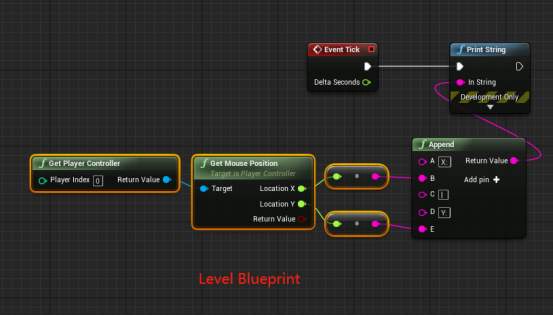 Event Tick
Delta Seconds
Print String
In String
Development Only
Get Player Controller
Player Index 0
Return Value
Get Mouse Position
Target is Player Controller
Target
Location X
Location Y
Return Value
Append
A X:
Return Value
B
Add pin +
C |
D Y:
E
Level Blueprint